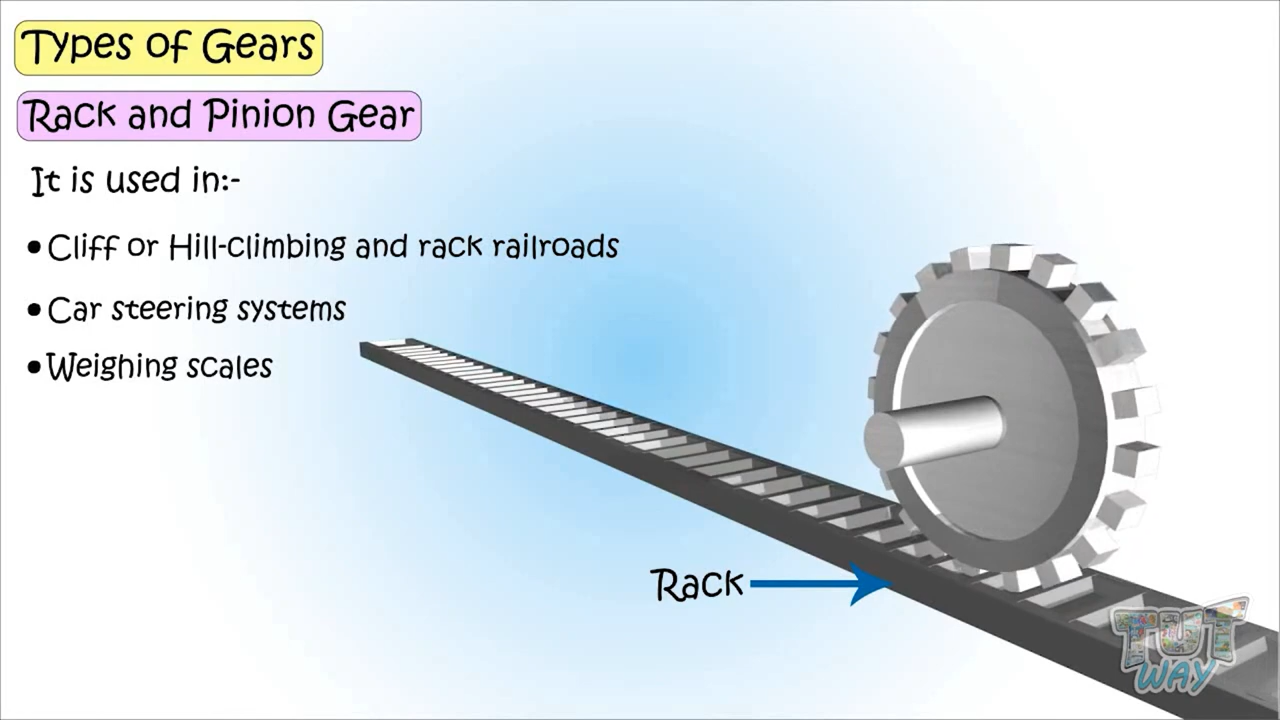 Types of Gears
Rack and Pinion Gear
It is used in:-
•Cliff or Hill-climbing and rack railroads
•Car steering systems
•Weighing scales
Rack
TUT
WAY